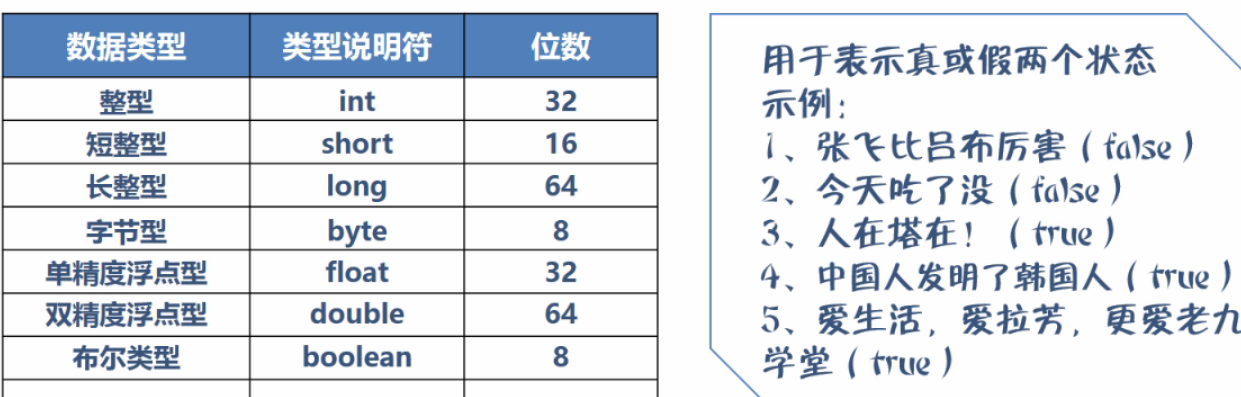 数据类型 类型说明符 位数
整型 int 32
短整型 short 16
长整型 long 64
字节型 byte 8
单精度浮点型 float 32
双精度浮点型 double 64
布尔类型 boolean 8
用于表示真或假两个状态
示例：
1、张飞比吕布厉害（false）
2、今天吃了没（false）
3、人在塔在！（true）
4、中国人发明了韩国人（true）
5、爱生活，爱拉芳，更爱老九
学堂（true）